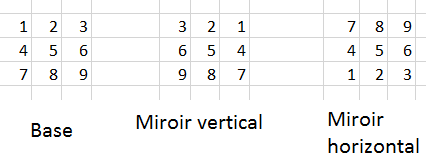 1 2 3 3 2 1 7 8 9
4 5 6 6 5 4 4 5 6
7 8 9 9 8 7 1 2 3
Base Miroir vertical Miroir
horizontal